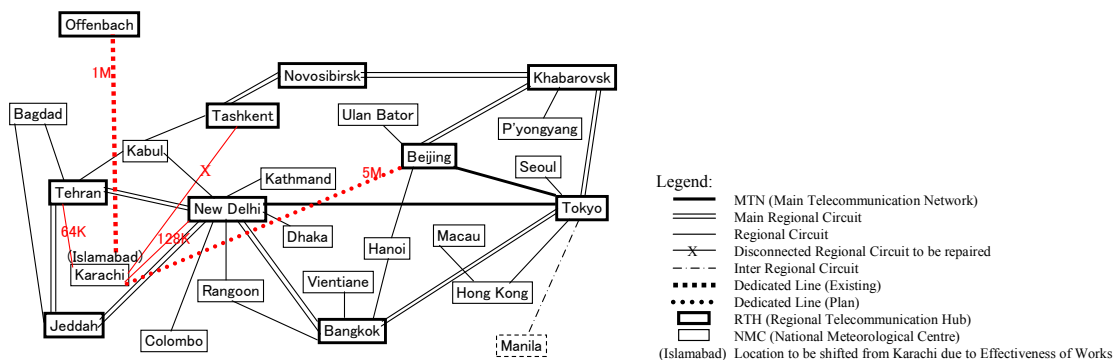 Offenbach
1M
Novosibirsk
Khabarovsk
Bagdad
Tashkent
Ulan Bator
P'yongyang
Kabul
X
Beijing
Seoul
5M
Kathmand
Tehran
New Delhi
Tokyo
64K
128K
Dhaka
Macau
Hanoi
(Islamabad)
Karachi
Vientiane
Rangoon
Hong Kong
Jeddah
Bangkok
Colombo
Manila
Legend:
MTN (Main Telecommunication Network)
Main Regional Circuit
Regional Circuit
X Disconnected Regional Circuit to be repaired
Inter Regional Circuit
Dedicated Line (Existing)
Dedicated Line (Plan)
RTH (Regional Telecommunication Hub)
NMC (National Meteorological Centre)
(Islamabad) Location to be shifted from Karachi due to Effectiveness of Works